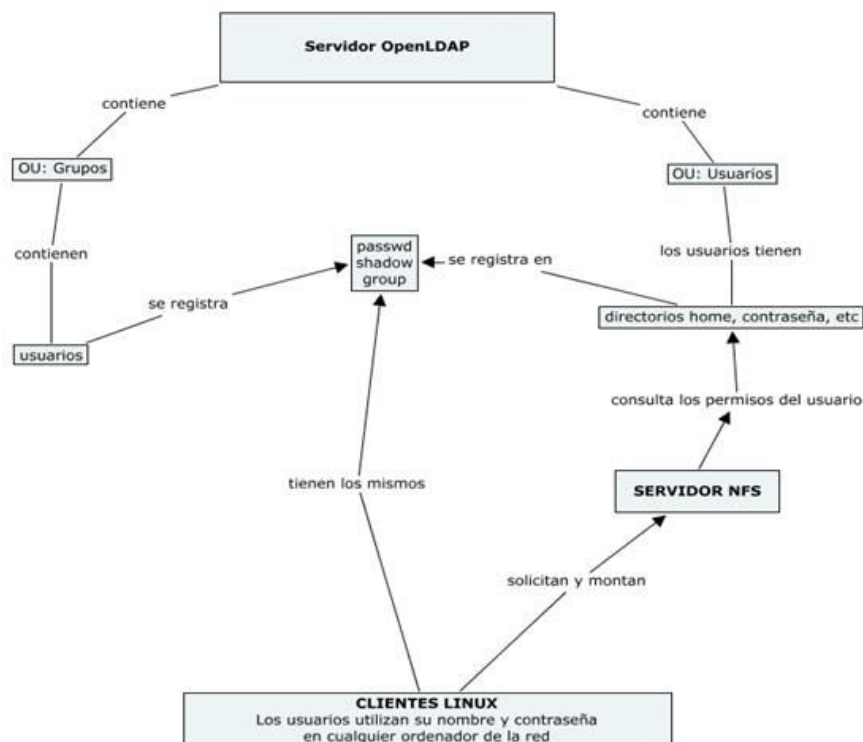 Servidor OpenLDAP
contiene
contiene
OU: Grupos
OU: Usuarios
contienen
passwd
shadow
group
se registra en
los usuarios tienen
se registra
directorios home, contraseña, etc
usuarios
consulta los permisos del usuario
tienen los mismos
SERVIDOR NFS
solicitan y montan
CLIENTES LINUX
Los usuarios utilizan su nombre y contraseña
en cualquier ordenador de la red